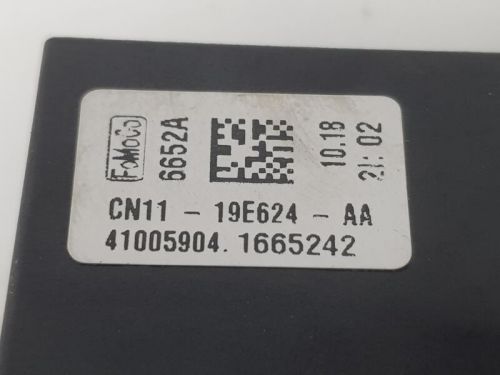 FoMoCo
6652A
10.18
21:02
CN11 - 19E624 - AA
41005904.1665242